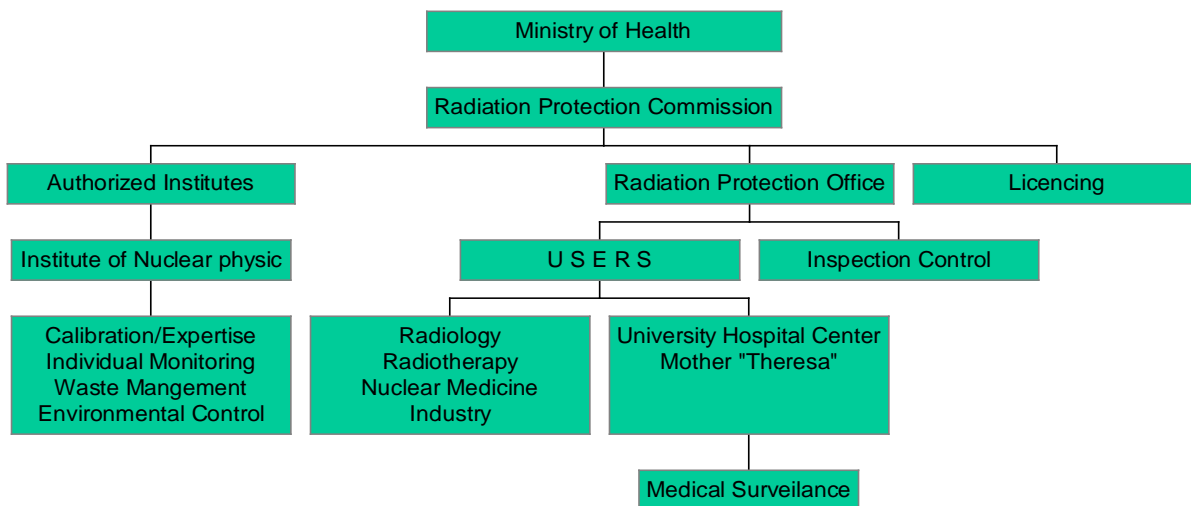 Ministry of Health
Radiation Protection Commission
Authorized Institutes
Radiation Protection Office
Licencing
Institute of Nuclear physic
U S E R S
Inspection Control
Calibration/Expertise
Individual Monitoring
Waste Mangement
Environmental Control
Radiology
Radiotherapy
Nuclear Medicine
Industry
University Hospital Center
Mother "Theresa"
Medical Surveilance